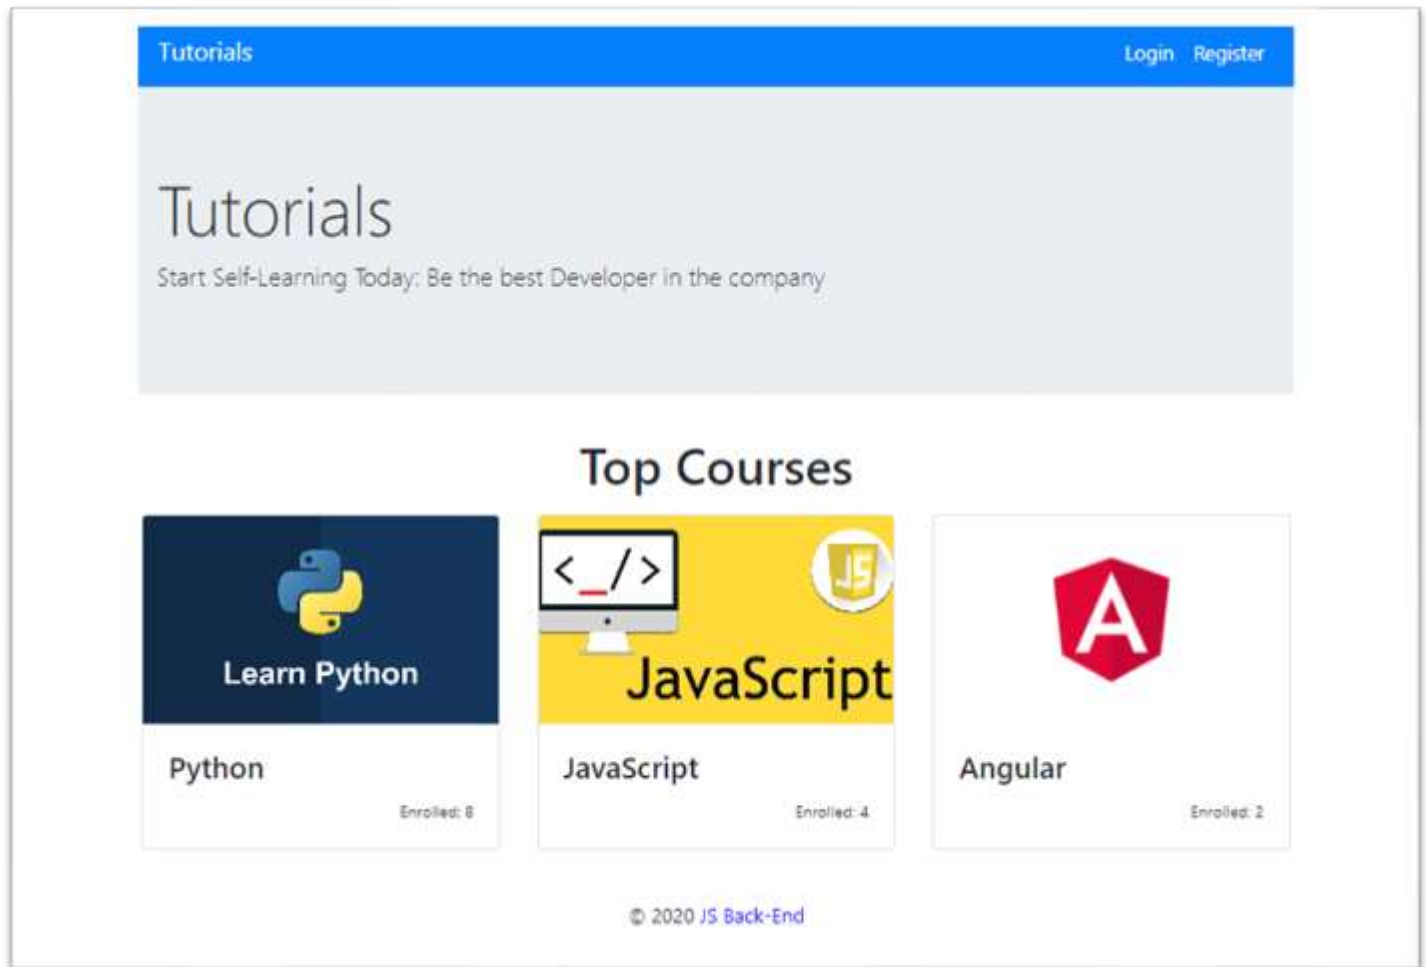 Tutorials
Login Register
Tutorials
Start Self-Learning Today: Be the best Developer in the company
Top Courses
Learn Python
Python
Enrolled: 8
<_/>
JS
JavaScript
JavaScript
Enrolled: 4
A
Angular
Enrolled: 2
© 2020 JS Back-End